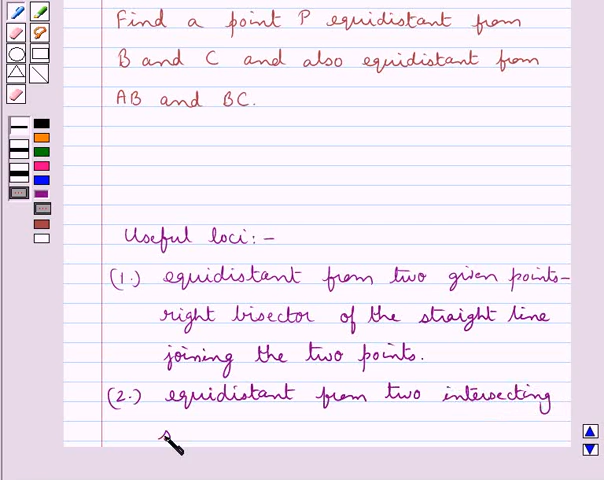 Find a point P equidistant from
B and C and also equidistant from
AB and BC.
Useful loci:-
(1.) equidistant from two given points-
right bisector of the straight line
joining the two points.
(2.) equidistant from two intersecting
s